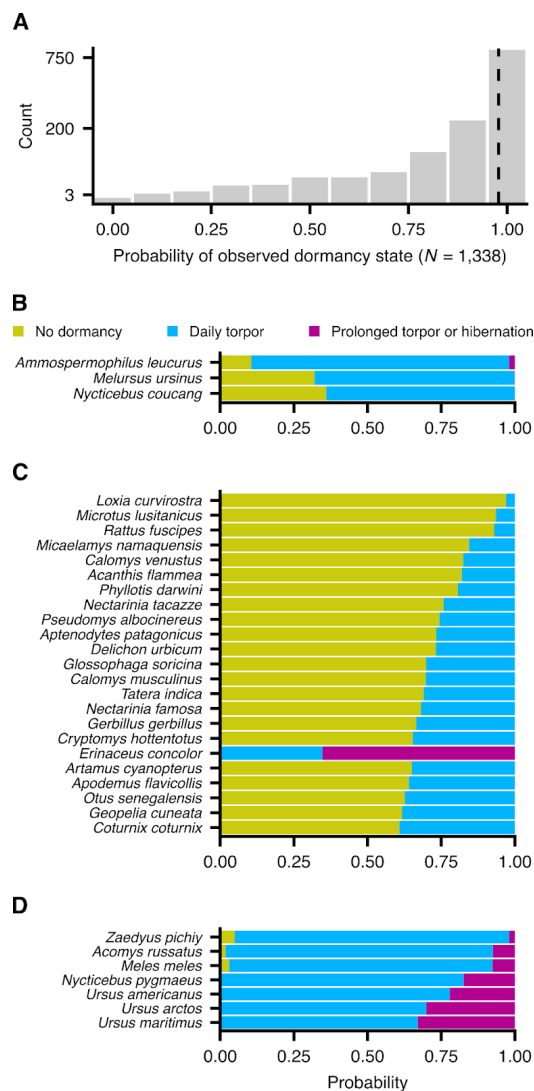 A
750
200
3
Count
0.00 0.25 0.50 0.75 1.00
Probability of observed dormancy state (N = 1,338)
B
No dormancy Daily torpor Prolonged torpor or hibernation
Ammospermophilus leucurus
Melursus ursinus
Nycticebus coucang
0.00 0.25 0.50 0.75 1.00
C
Loxia curvirostra
Microtus lusitanicus
Rattus fuscipes
Micaelamys namaquensis
Calomys venustus
Acanthis flammea
Phyllotis darwini
Nectarinia tacazze
Pseudomys albocinereus
Aptenodytes patagonicus
Delichon urbicum
Glossophaga soricina
Calomys musculinus
Tatera indica
Nectarinia famosa
Gerbillus gerbillus
Cryptomys hottentotus
Erinaceus concolor
Artamus cyanopterus
Apodemus flavicollis
Otus senegalensis
Geopelia cuneata
Coturnix coturnix
0.00 0.25 0.50 0.75 1.00
D
Zaedyus pichiy
Acomys russatus
Meles meles
Nycticebus pygmaeus
Ursus americanus
Ursus arctos
Ursus maritimus
0.00 0.25 0.50 0.75 1.00
Probability